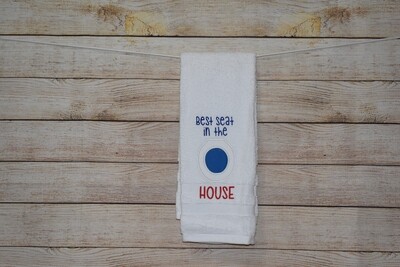 Best seat
in the
HOUSE